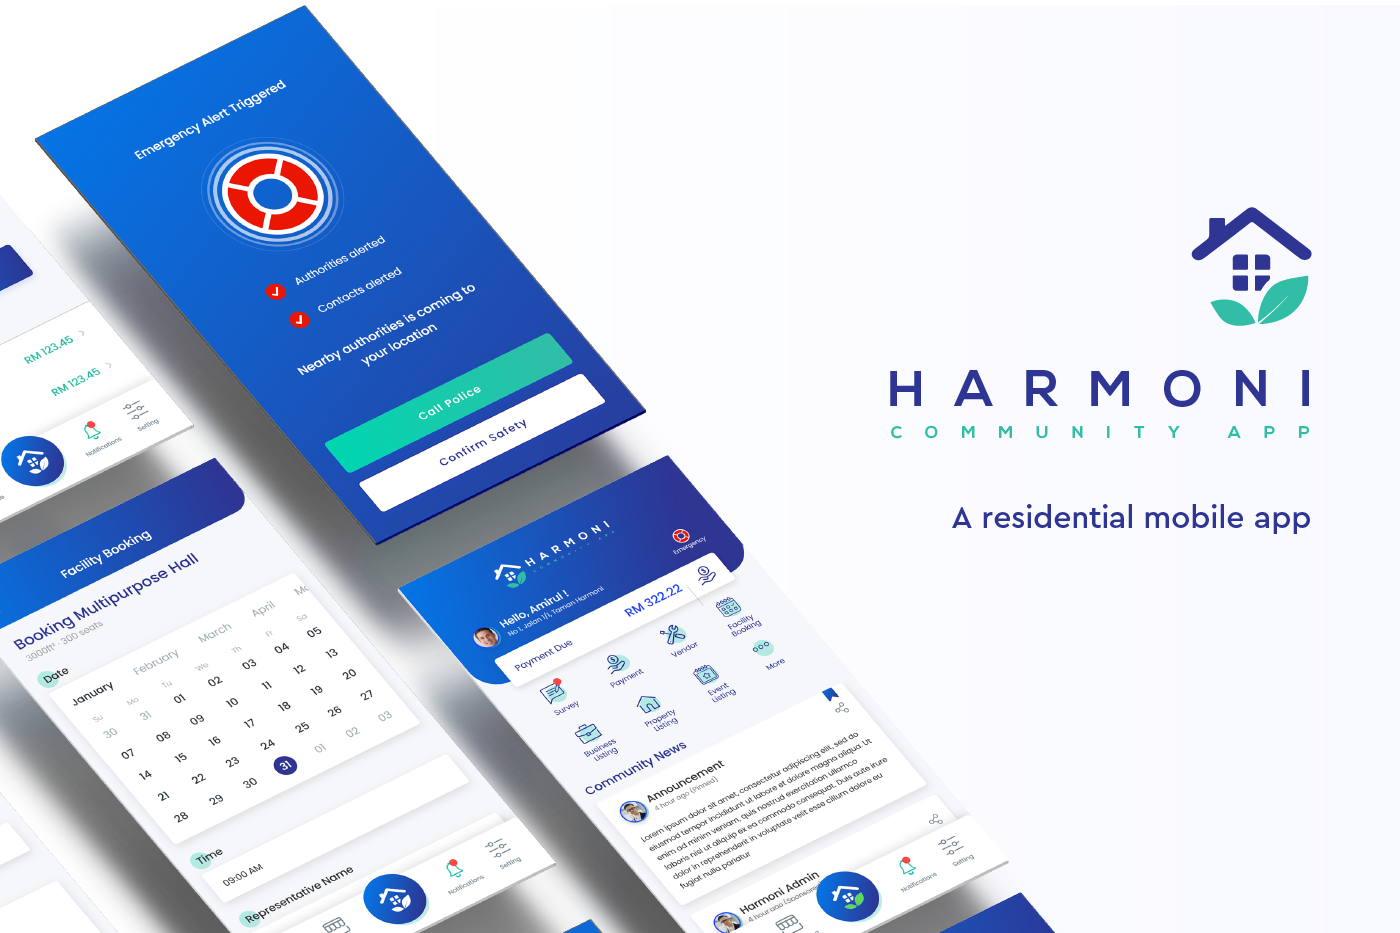 Emergency Alert Triggered
Authorities alerted
Contacts alerted
Nearby authorities is coming to
your location
Call Police
Confirm Safety
HARMONI
COMMUNITY APP
A residential mobile app
RM 123.45
RM 123.45
Notifications
Setting
Facility Booking
Booking Multipurpose Hall
3000ft² · 300 seats
Date
January February March April
Su Mo Tu We Th Fr Sa
30 31 01 02 03 04 05
07 08 09 10 11 12 13
14 15 16 17 18 19 20
21 22 23 24 25 26 27
28 29 30 31 01 02 03
Time
09:00 AM
Representative Name
Notifications
Setting
HARMONI
COMMUNITY APP
Emergency
Hello, Amirul !
No 1, Jalan 1/1, Taman Harmoni
Payment Due
RM 322.22
Survey
Payment
Vendor
Facility
Booking
Business
Listing
Property
Listing
Event
Listing
More
Community News
Announcement
4 hour ago (Pinned)
Lorem ipsum dolor sit amet, consectetur adipiscing elit, sed do
eiusmod tempor incididunt ut labore et dolore magna aliqua. Ut
enim ad minim veniam, quis nostrud exercitation ullamco
laboris nisi ut aliquip ex ea commodo consequat. Duis aute irure
dolor in reprehenderit in voluptate velit esse cillum dolore eu
fugiat nulla pariatur
Harmoni Admin
4 hour ago
Notifications
Setting